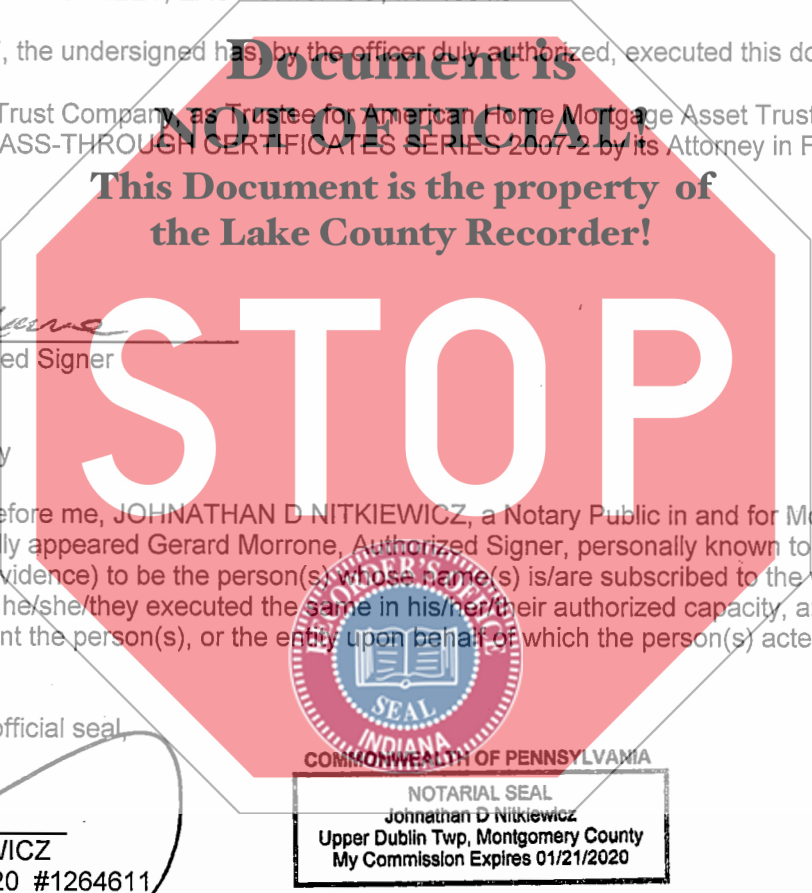 , the undersigned has, by the officer duly authorized, executed this do
Document is
Trust Company, as Trustee for American Home Mortgage Asset Trust
NOT OFFICIAL!
ASS-THROUGH CERTIFICATES SERIES 2007-2 by its Attorney in F
This Document is the property of
the Lake County Recorder!
ed Signer
STOP
y
efore me, JOHNATHAN D NITKIEWICZ, a Notary Public in and for Mo
lly appeared Gerard Morrone, Authorized Signer, personally known to
vidence) to be the person(s) whose name(s) is/are subscribed to the
he/she/they executed the same in his/her/their authorized capacity, a
nt the person(s), or the entity upon behalf of which the person(s) acte
RECORDER'S OFFICE
SEAL
INDIANA
official seal,
COMMONWEALTH OF PENNSYLVANIA
NOTARIAL SEAL
Johnathan D Nitkiewicz
Upper Dublin Twp, Montgomery County
My Commission Expires 01/21/2020
WICZ
20 #1264611